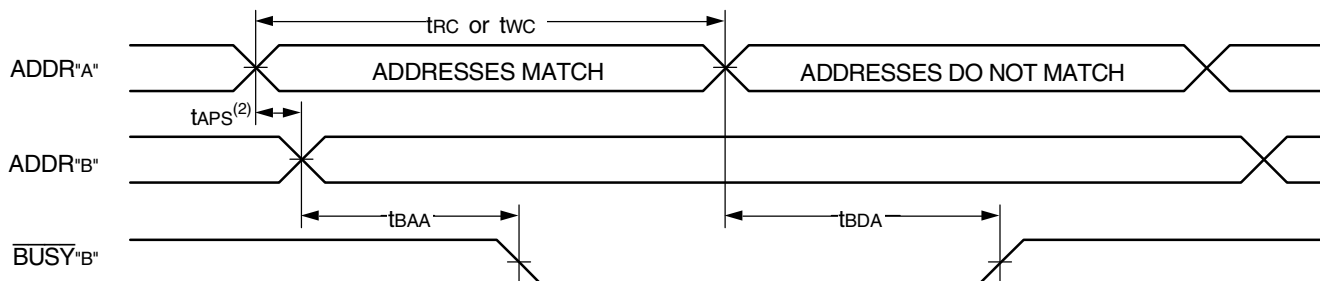 tRC or tWC
ADDR"A" ADDRESSES MATCH ADDRESSES DO NOT MATCH
tAPS(2)
ADDR"B"
tBAA tBDA
BUSY"B"